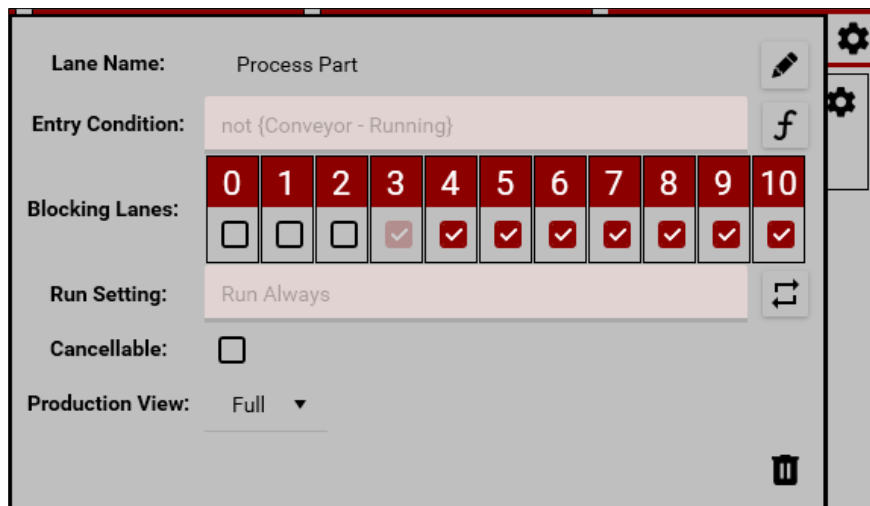 Lane Name: Process Part
Entry Condition: not {Conveyor - Running} f
0 1 2 3 4 5 6 7 8 9 10
Blocking Lanes:
Run Setting: Run Always
Cancellable:
Production View: Full